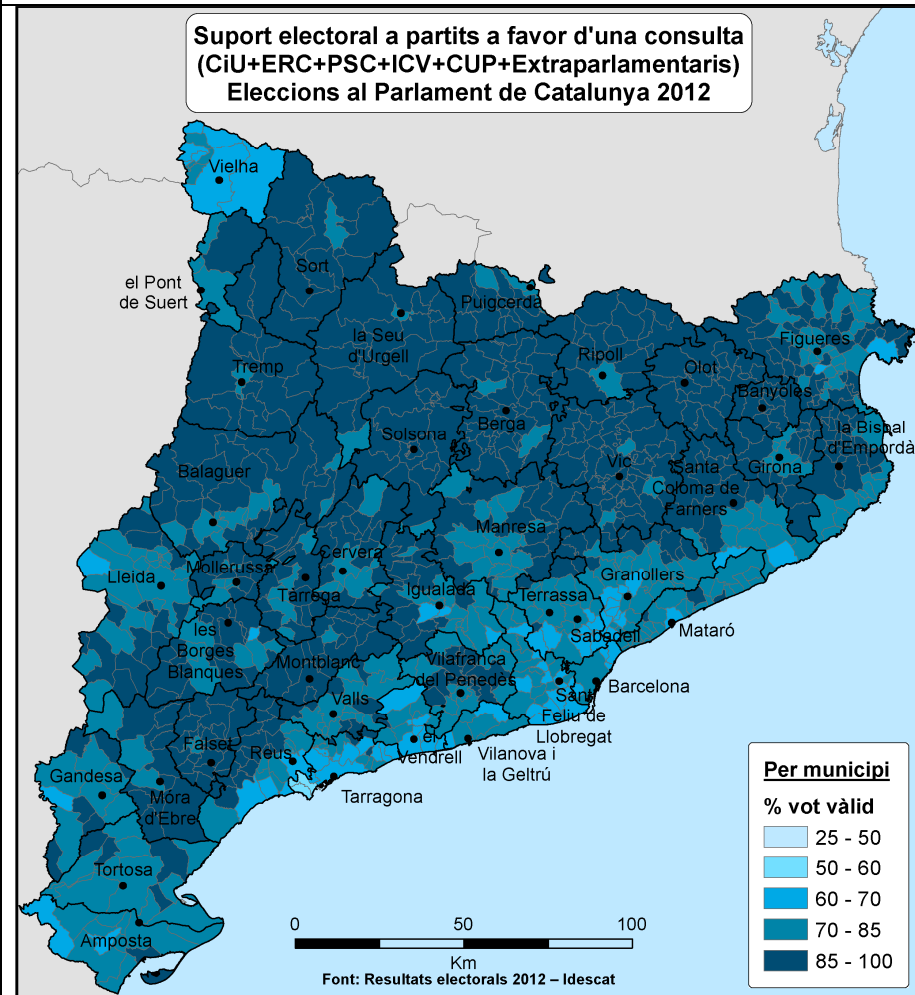 Suport electoral a partits a favor d'una consulta
(CiU+ERC+PSC+ICV+CUP+Extraparlamentaris)
Eleccions al Parlament de Catalunya 2012
Vielha
el Pont
de Suert
Sort
Puigcerdà
la Seu
d'Urgell
Tremp
Ripoll
Olot
Figueres
Banyoles
Berga
Solsona
la Bisbal
d'Empordà
Balaguer
Vic
Santa
Coloma de
Farners
Girona
Manresa
Lleida
Mollerussa
Cervera
Tàrrega
Igualada
Terrassa
Granollers
Sabadell
Mataró
les
Borges
Blanques
Montblanc
Vilafranca
del Penedès
Barcelona
Sant
Feliu de
Llobregat
Valls
el
Vendrell
Vilanova i
la Geltrú
Falset
Reus
Tarragona
Gandesa
Móra
d'Ebre
Tortosa
Amposta
Per municipi
% vot vàlid
25 - 50
50 - 60
60 - 70
70 - 85
85 - 100
0 50 100
Km
Font: Resultats electorals 2012 – Idescat